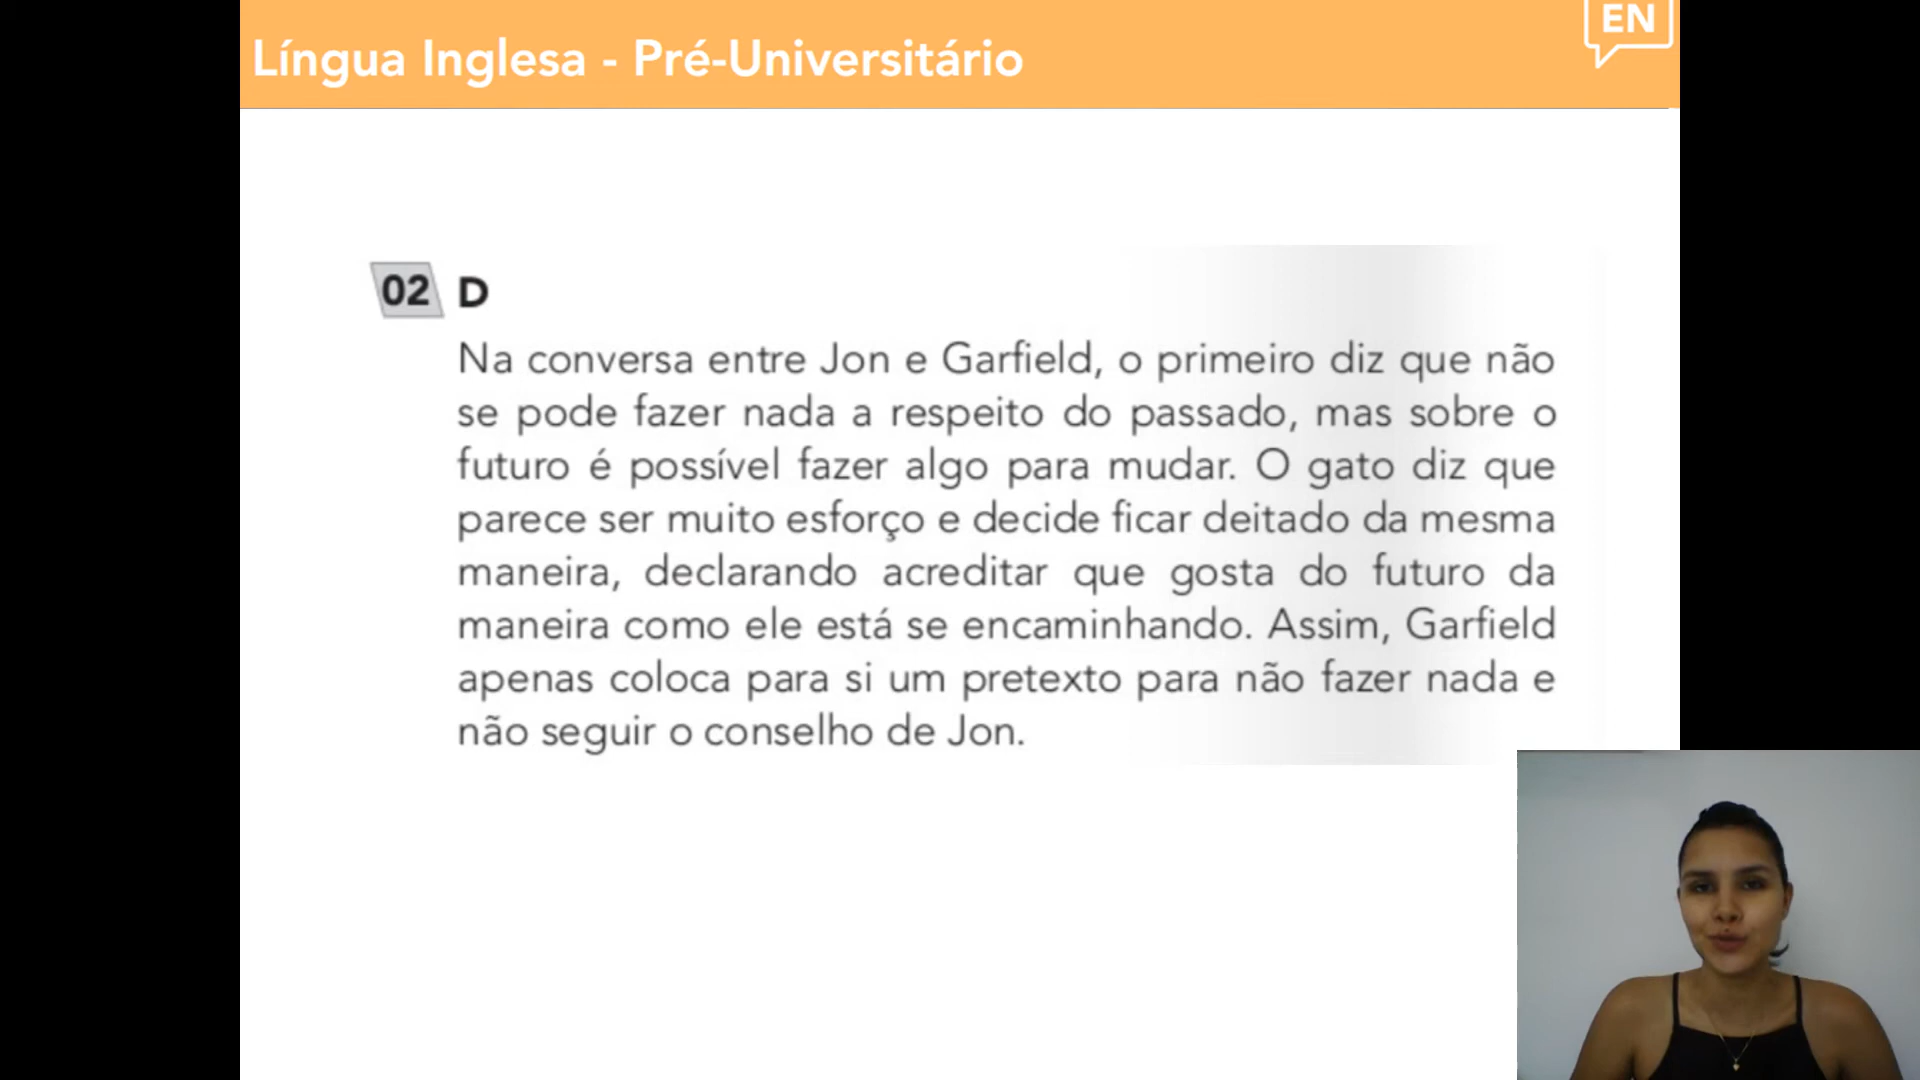 EN
Língua Inglesa - Pré-Universitário
02 D
Na conversa entre Jon e Garfield, o primeiro diz que não
se pode fazer nada a respeito do passado, mas sobre o
futuro é possível fazer algo para mudar. O gato diz que
parece ser muito esforço e decide ficar deitado da mesma
maneira, declarando acreditar que gosta do futuro da
maneira como ele está se encaminhando. Assim, Garfield
apenas coloca para si um pretexto para não fazer nada e
não seguir o conselho de Jon.